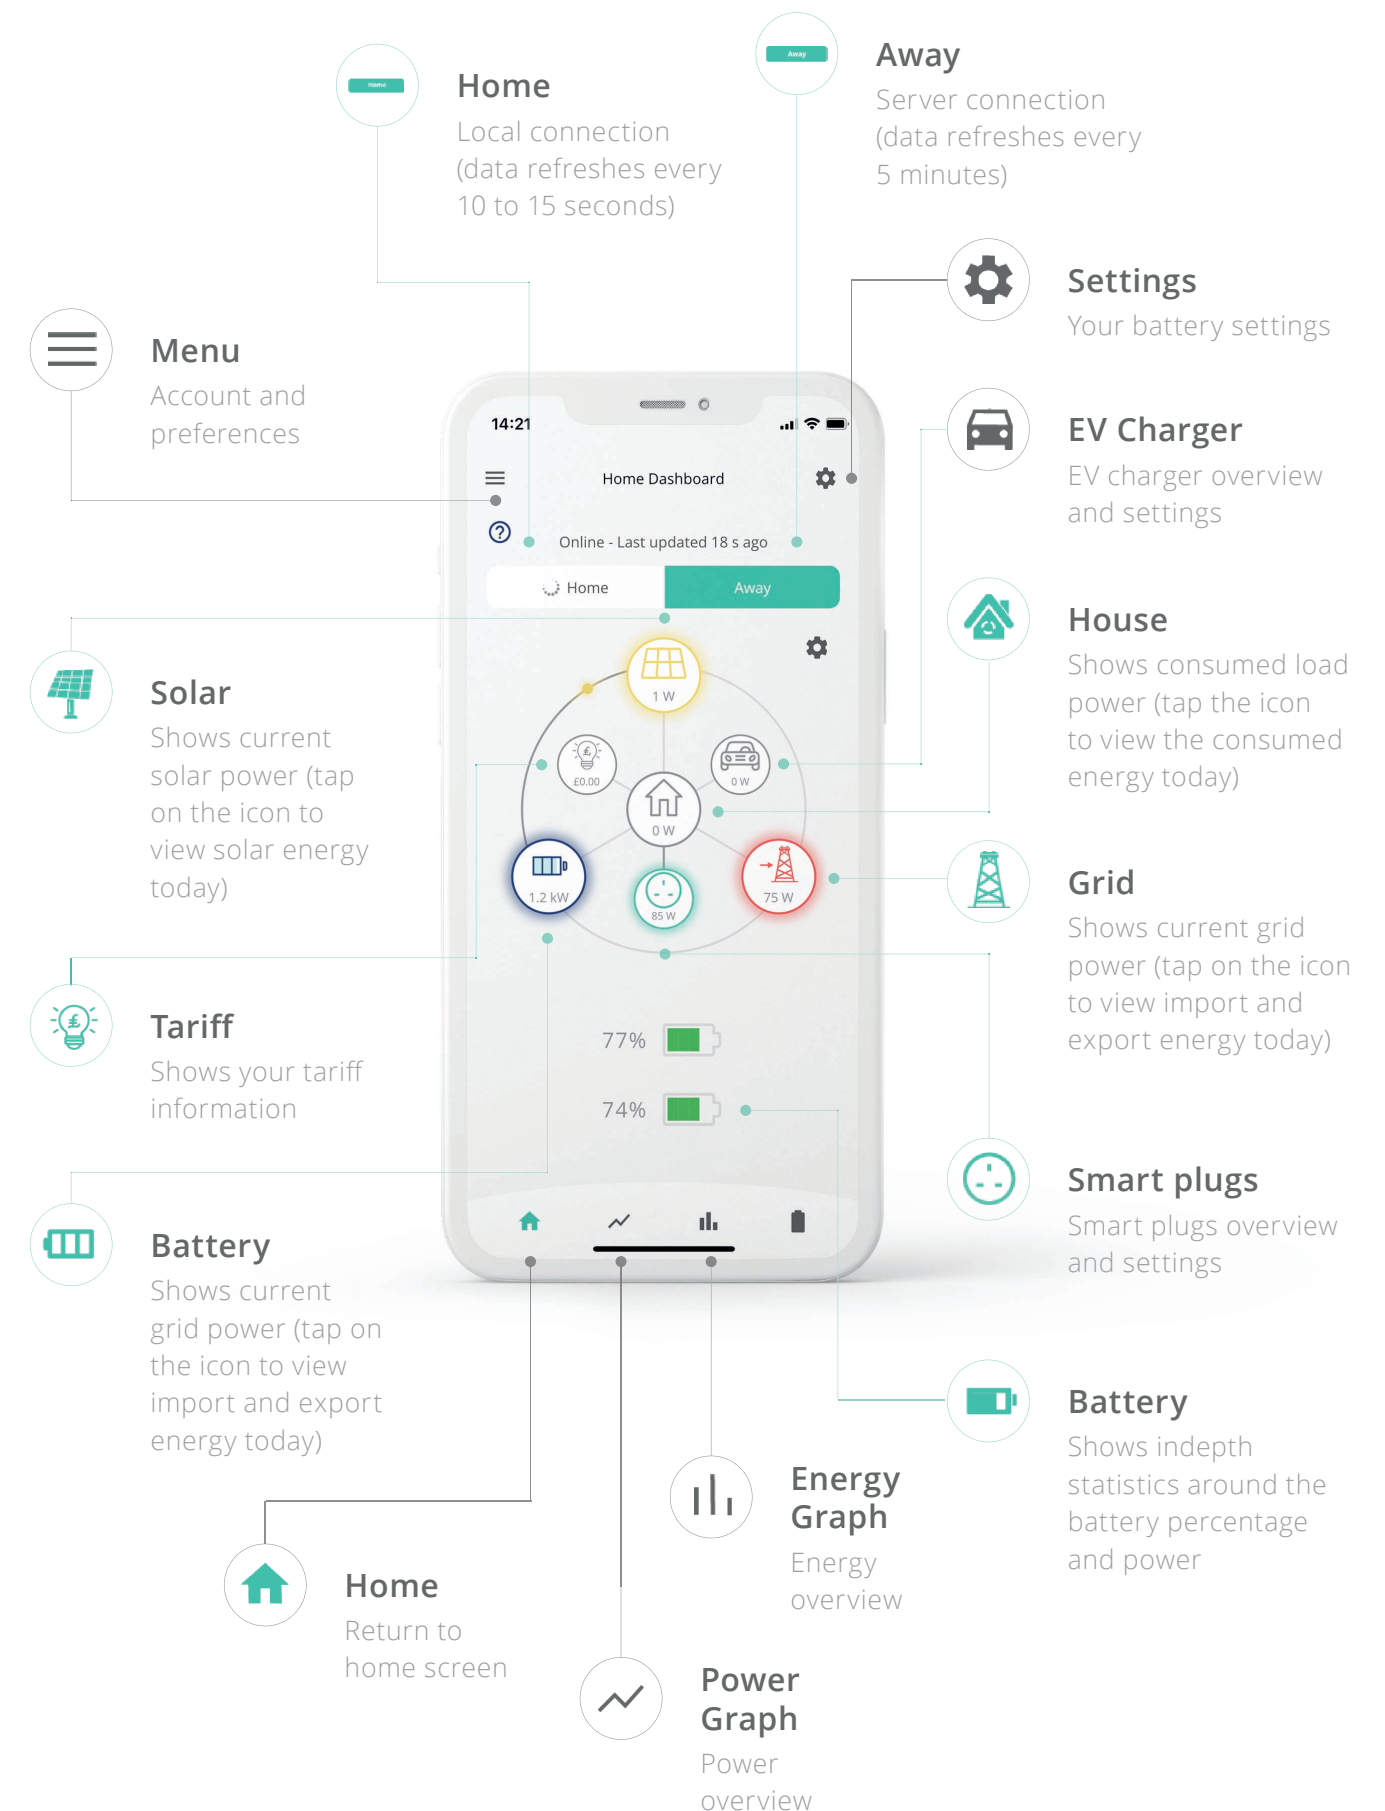 Away
Away
Server connection
(data refreshes every
5 minutes)
Home
Home
Local connection
(data refreshes every
10 to 15 seconds)
Settings
Your battery settings
Menu
Account and
preferences
EV Charger
EV charger overview
and settings
14:21
Home Dashboard
Online - Last updated 18 s ago
Home
Away
House
Shows consumed load
power (tap the icon
to view the consumed
energy today)
Solar
Shows current
solar power (tap
on the icon to
view solar energy
today)
1 W
£
£0.00
0 W
0 W
1.2 kW
85 W
75 W
Grid
Shows current grid
power (tap on the icon
to view import and
export energy today)
£
Tariff
Shows your tariff
information
77%
74%
Smart plugs
Smart plugs overview
and settings
Battery
Shows current
grid power (tap on
the icon to view
import and export
energy today)
Battery
Shows indepth
statistics around the
battery percentage
and power
Energy
Graph
Energy
overview
Home
Return to
home screen
Power
Graph
Power
overview